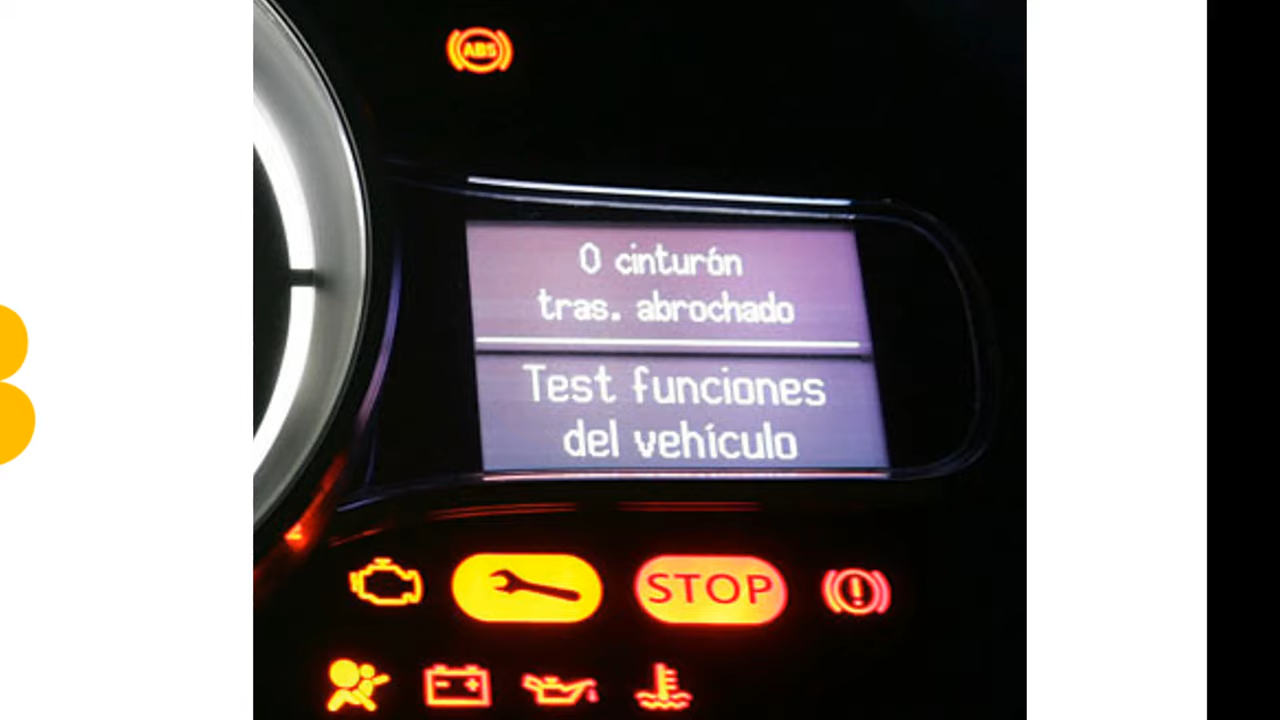 ABS
0 cinturón
tras. abrochado
Test funciones
del vehículo
STOP